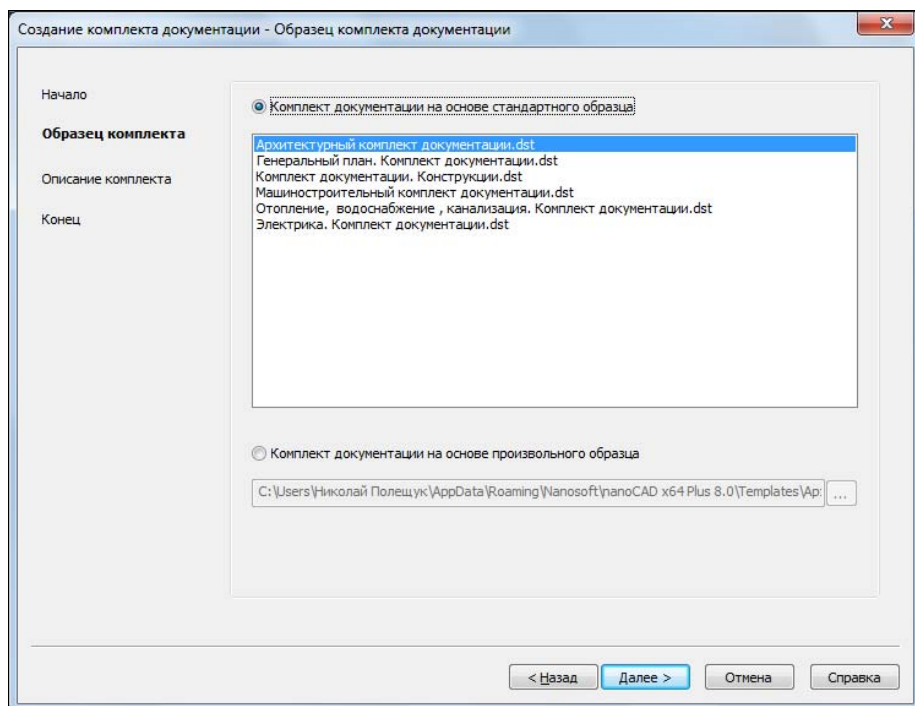 Создание комплекта документации - Образец комплекта документации
Начало
Образец комплекта
Описание комплекта
Конец
Комплект документации на основе стандартного образца
Архитектурный комплект документации.dst
Генеральный план. Комплект документации.dst
Комплект документации. Конструкции.dst
Машиностроительный комплект документации.dst
Отопление, водоснабжение , канализация. Комплект документации.dst
Электрика. Комплект документации.dst
Комплект документации на основе произвольного образца
C:\Users\Николай Полещук\AppData\Roaming\Nanosoft\nanoCAD x64 Plus 8.0\Templates\Ар
...
< Назад
Далее >
Отмена
Справка